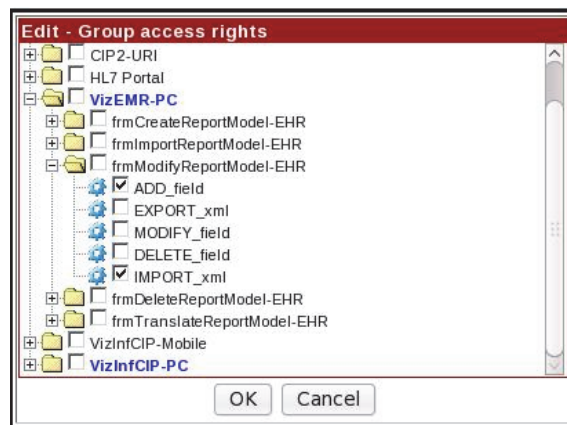 Edit - Group access rights
CIP2-URI
HL7 Portal
VizEMR-PC
frmCreateReportModel-EHR
frmImportReportModel-EHR
frmModifyReportModel-EHR
ADD_field
EXPORT_xml
MODIFY_field
DELETE_field
IMPORT_xml
frmDeleteReportModel-EHR
frmTranslateReportModel-EHR
VizInfCIP-Mobile
VizInfCIP-PC
OK Cancel